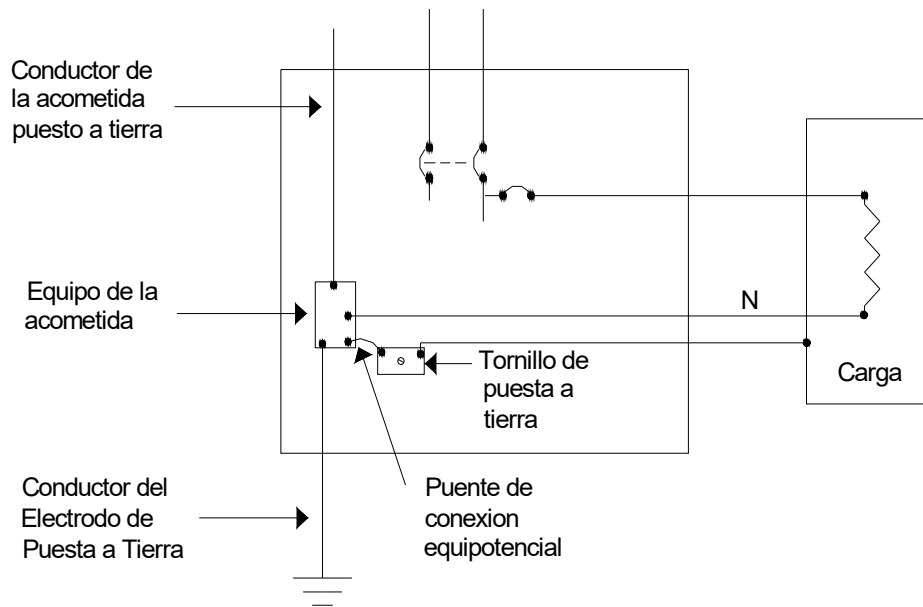 Conductor de
la acometida
puesto a tierra
Equipo de la
acometida
N
Tornillo de
puesta a
tierra
Carga
Conductor del
Electrodo de
Puesta a Tierra
Puente de
conexion
equipotencial